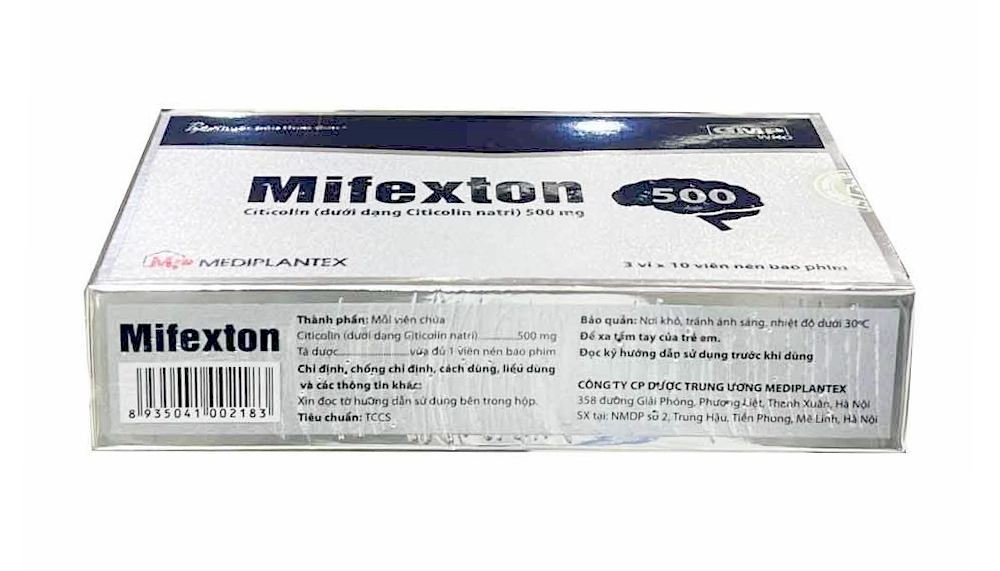 GMP
WHO
Mifexton 500
Citicolin (dưới dạng Citicolin natri) 500 mg
MEDIPLANTEX
3 vỉ x 10 viên nén bao phim
Mifexton
8 935041 002183
Thành phần: Mỗi viên chứa
Citicolin (dưới dạng Citicolin natri)..........500 mg
Tá dược....................vừa đủ 1 viên nén bao phim
Chỉ định, chống chỉ định, cách dùng, liều dùng
và các thông tin khác:
Xin đọc tờ hướng dẫn sử dụng bên trong hộp.
Tiêu chuẩn: TCCS
Bảo quản: Nơi khô, tránh ánh sáng, nhiệt độ dưới 30°C
Để xa tầm tay của trẻ em.
Đọc kỹ hướng dẫn sử dụng trước khi dùng
CÔNG TY CP DƯỢC TRUNG ƯƠNG MEDIPLANTEX
358 đường Giải Phóng, Phương Liệt, Thanh Xuân, Hà Nội
SX tại: NMDP số 2, Trung Hậu, Tiền Phong, Mê Linh, Hà Nội